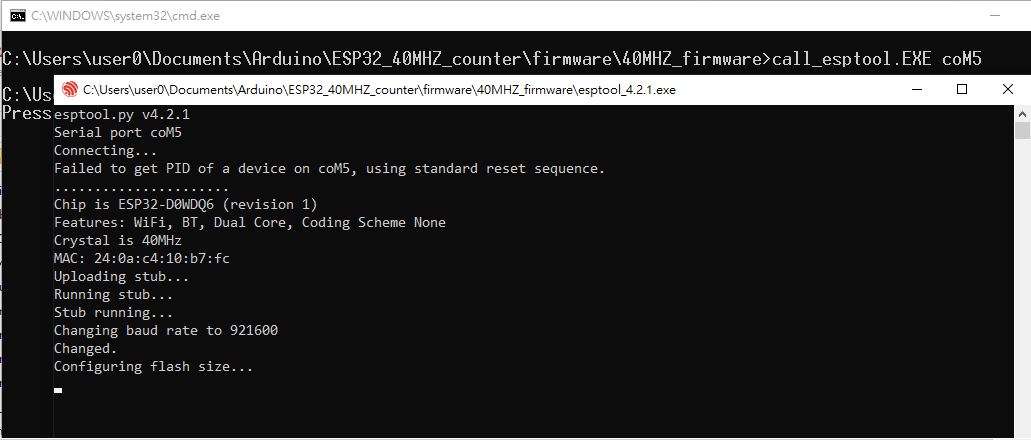 C:\WINDOWS\system32\cmd.exe
C:\Users\user0\Documents\Arduino\ESP32_40MHZ_counter\firmware\40MHZ_firmware>call_esptool.EXE coM5
C:\Us
C:\Users\user0\Documents\Arduino\ESP32_40MHZ_counter\firmware\40MHZ_firmware\esptool_4.2.1.exe
Press
esptool.py v4.2.1
Serial port coM5
Connecting...
Failed to get PID of a device on coM5, using standard reset sequence.
......................
Chip is ESP32-D0WDQ6 (revision 1)
Features: WiFi, BT, Dual Core, Coding Scheme None
Crystal is 40MHz
MAC: 24:0a:c4:10:b7:fc
Uploading stub...
Running stub...
Stub running...
Changing baud rate to 921600
Changed.
Configuring flash size...